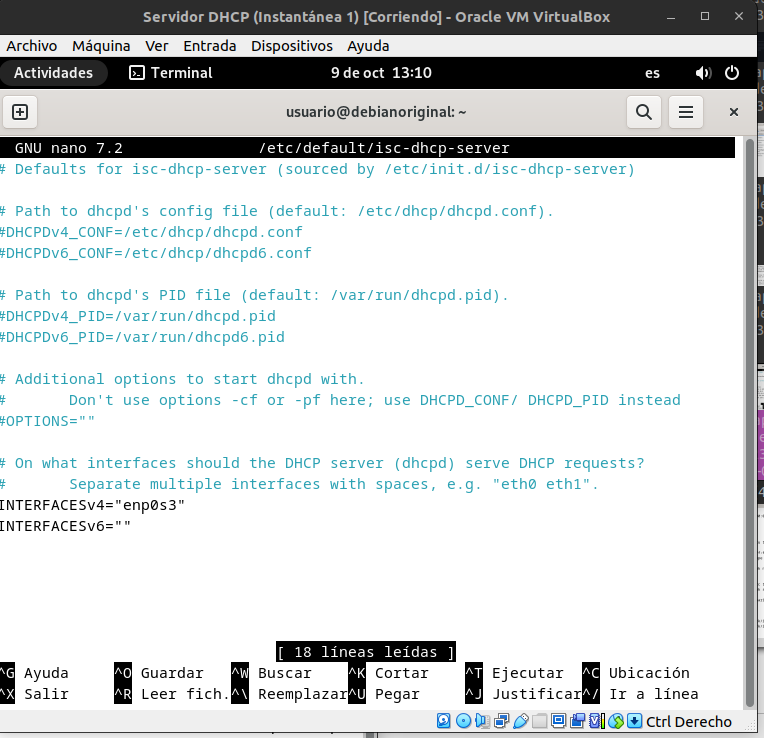 Servidor DHCP (Instantánea 1) [Corriendo] - Oracle VM VirtualBox
Archivo Máquina Ver Entrada Dispositivos Ayuda
Actividades Terminal 9 de oct 13:10 es
usuario@debianoriginal: ~
GNU nano 7.2 /etc/default/isc-dhcp-server
# Defaults for isc-dhcp-server (sourced by /etc/init.d/isc-dhcp-server)
# Path to dhcpd's config file (default: /etc/dhcp/dhcpd.conf).
#DHCPDv4_CONF=/etc/dhcp/dhcpd.conf
#DHCPDv6_CONF=/etc/dhcp/dhcpd6.conf
# Path to dhcpd's PID file (default: /var/run/dhcpd.pid).
#DHCPDv4_PID=/var/run/dhcpd.pid
#DHCPDv6_PID=/var/run/dhcpd6.pid
# Additional options to start dhcpd with.
#       Don't use options -cf or -pf here; use DHCPD_CONF/ DHCPD_PID instead
#OPTIONS=""
# On what interfaces should the DHCP server (dhcpd) serve DHCP requests?
#       Separate multiple interfaces with spaces, e.g. "eth0 eth1".
INTERFACESv4="enp0s3"
INTERFACESv6=""
[ 18 líneas leídas ]
^G Ayuda ^O Guardar ^W Buscar ^K Cortar ^T Ejecutar ^C Ubicación
^X Salir ^R Leer fich. ^\ Reemplazar ^U Pegar ^J Justificar ^/ Ir a línea
Ctrl Derecho